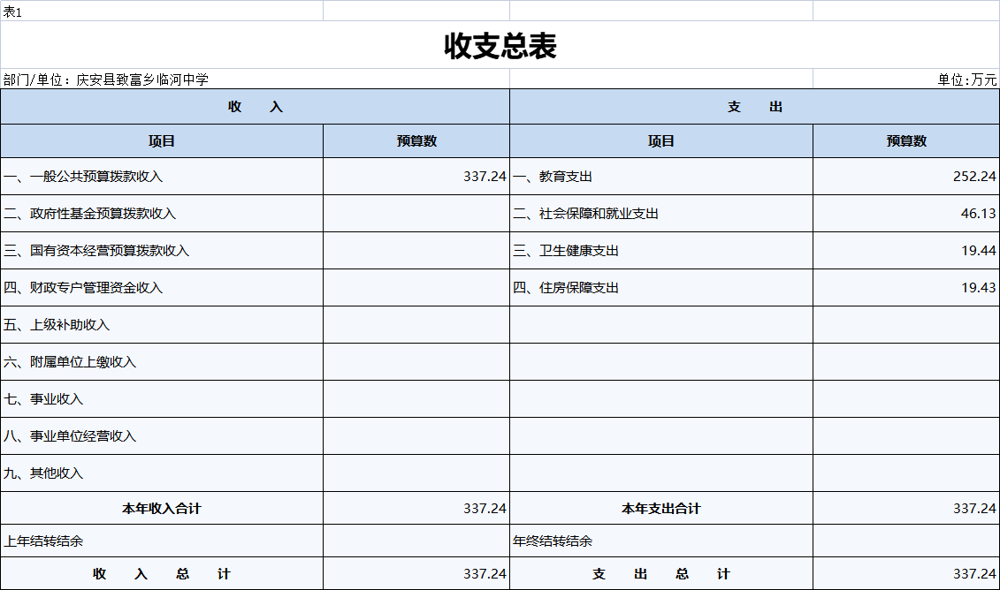 表1
收支总表
部门/单位：庆安县致富乡临河中学 单位:万元
收 入 支 出
项目 预算数 项目 预算数
一、一般公共预算拨款收入 337.24 一、教育支出 252.24
二、政府性基金预算拨款收入 二、社会保障和就业支出 46.13
三、国有资本经营预算拨款收入 三、卫生健康支出 19.44
四、财政专户管理资金收入 四、住房保障支出 19.43
五、上级补助收入
六、附属单位上缴收入
七、事业收入
八、事业单位经营收入
九、其他收入
本年收入合计 337.24 本年支出合计 337.24
上年结转结余 年终结转结余
收 入 总 计 337.24 支 出 总 计 337.24